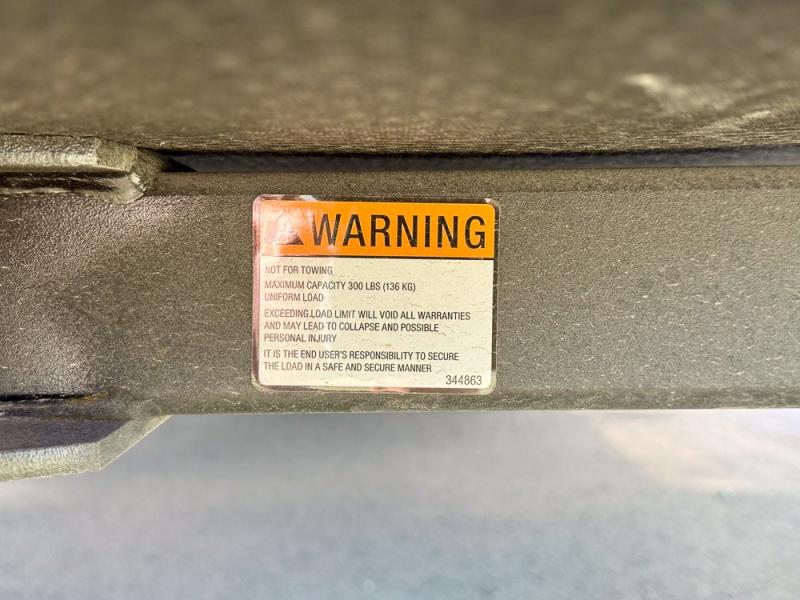 WARNING
NOT FOR TOWING
MAXIMUM CAPACITY 300 LBS (136 KG)
UNIFORM LOAD
EXCEEDING LOAD LIMIT WILL VOID ALL WARRANTIES
AND MAY LEAD TO COLLAPSE AND POSSIBLE
PERSONAL INJURY
IT IS THE END USER'S RESPONSIBILITY TO SECURE
THE LOAD IN A SAFE AND SECURE MANNER
344863